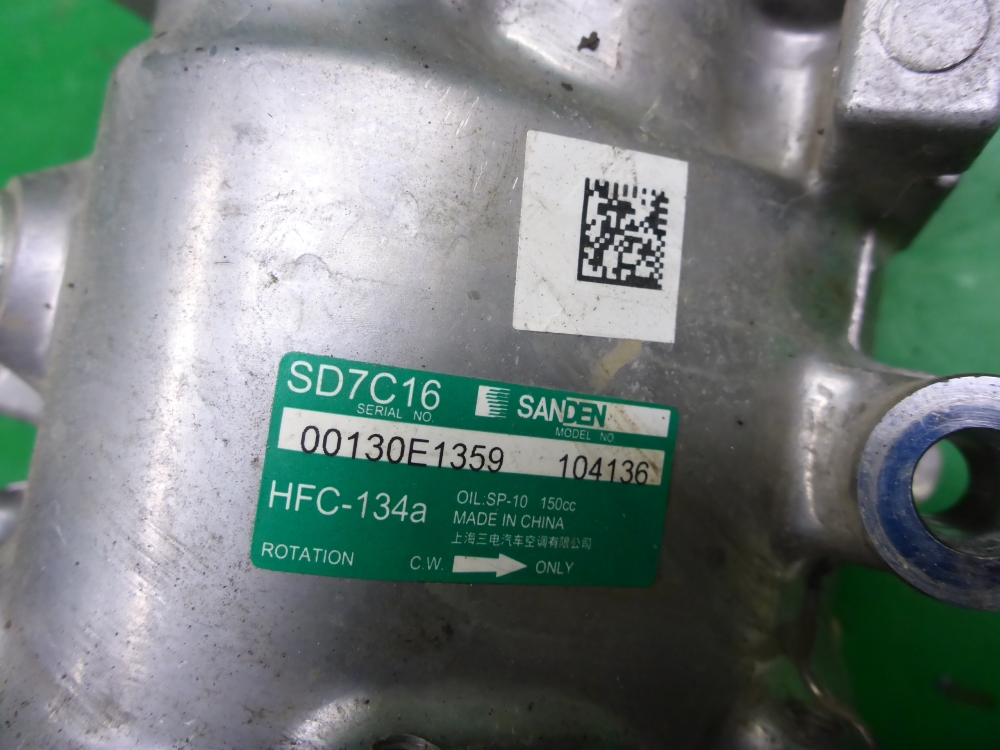 SD7C16 SANDEN
SERIAL NO. MODEL NO
00130E1359 104136
HFC-134a OIL:SP-10 150cc
MADE IN CHINA
上海三电汽车空调有限公司
ROTATION C.W. ONLY